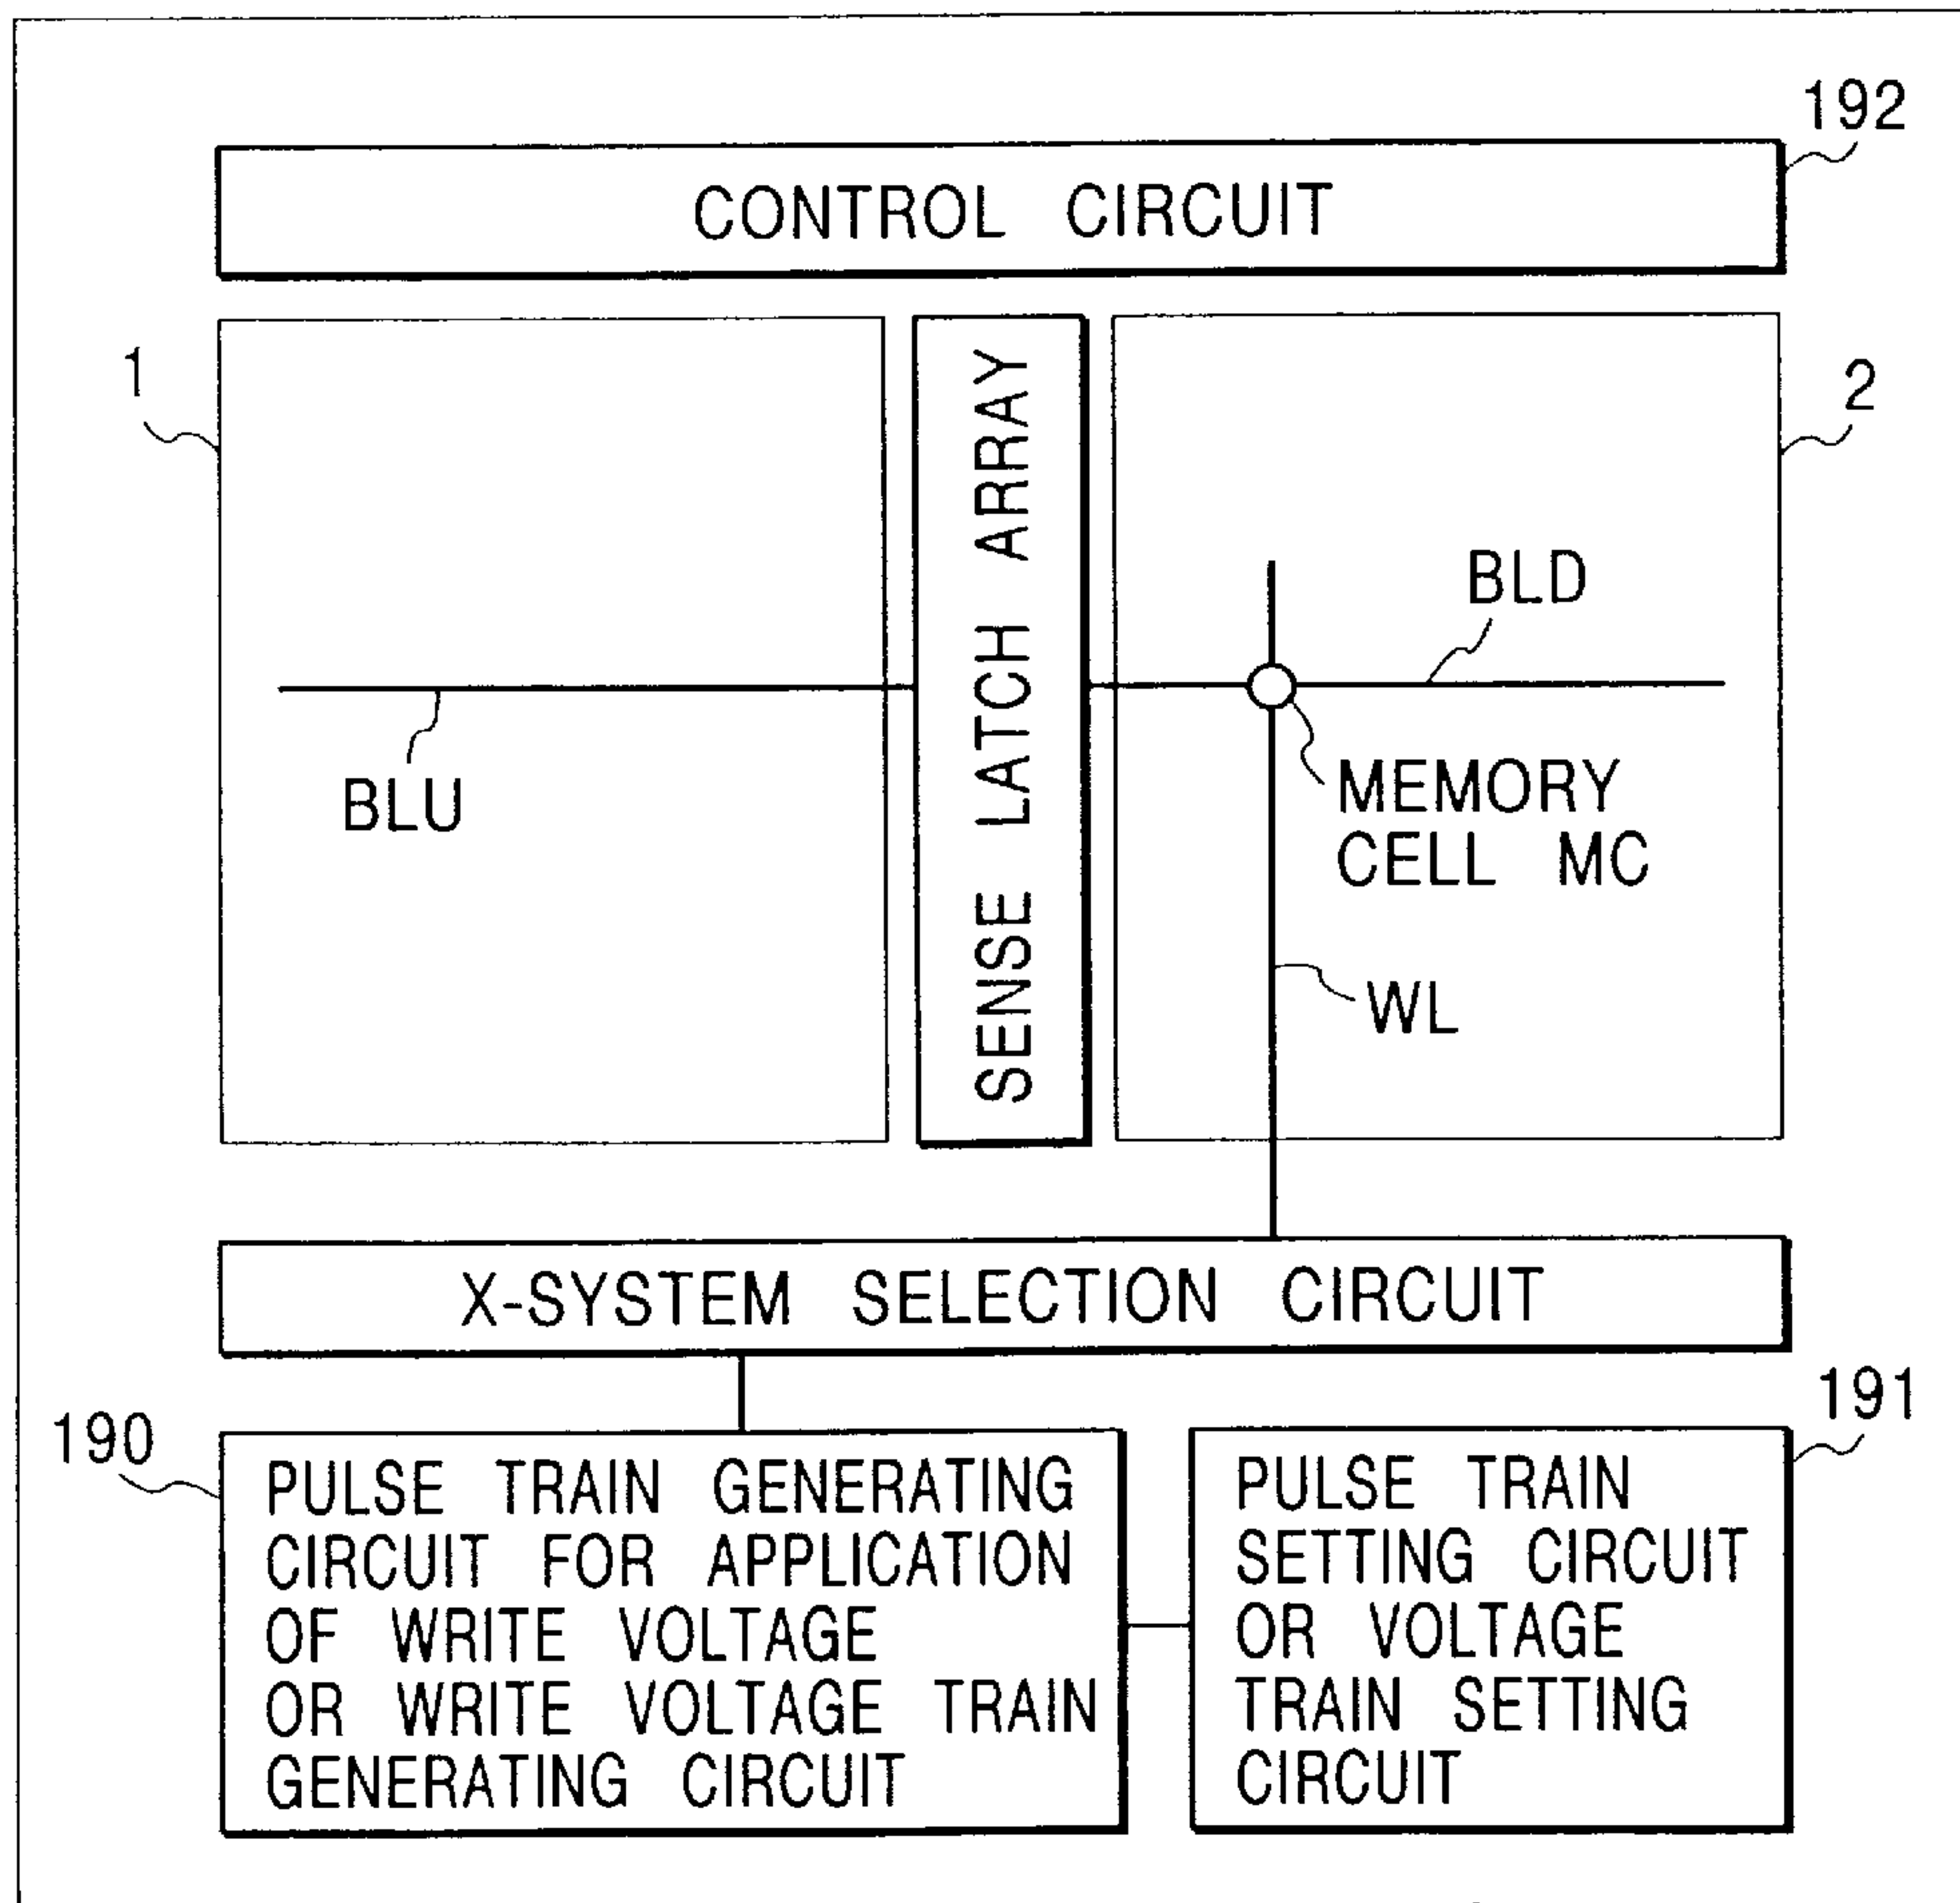 192
CONTROL CIRCUIT
1
2
SENSE LATCH ARRAY
BLD
BLU
MEMORY
CELL MC
WL
X-SYSTEM SELECTION CIRCUIT
190
191
PULSE TRAIN GENERATING
CIRCUIT FOR APPLICATION
OF WRITE VOLTAGE
OR WRITE VOLTAGE TRAIN
GENERATING CIRCUIT
PULSE TRAIN
SETTING CIRCUIT
OR VOLTAGE
TRAIN SETTING
CIRCUIT